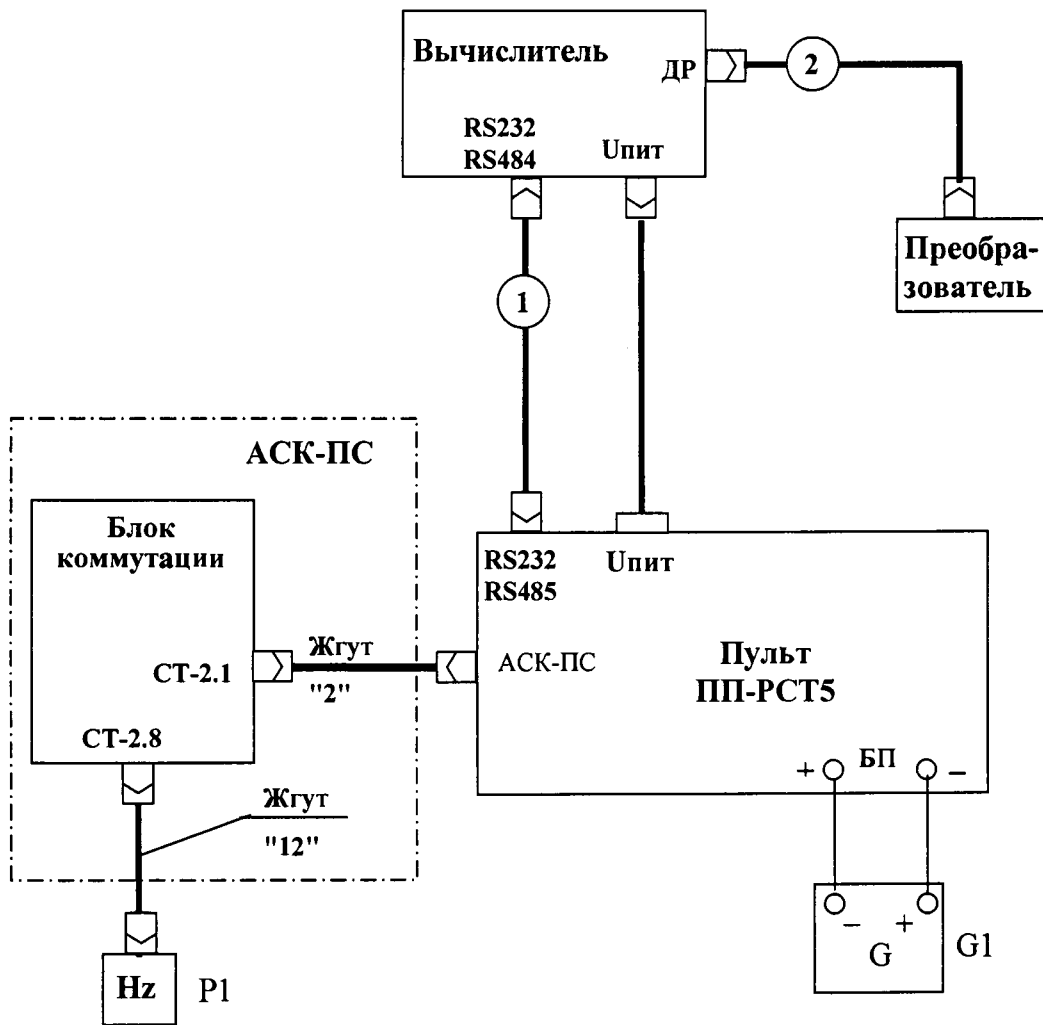 Вычислитель
ДР
2
RS232
RS484
Uпит
Преобра-
зователь
1
АСК-ПС
Блок
коммутации
RS232
RS485
Uпит
Жгут
"2"
СТ-2.1
АСК-ПС
Пульт
ПП-РСТ5
СТ-2.8
+ БП –
Жгут
"12"
– +
G
G1
Hz
P1